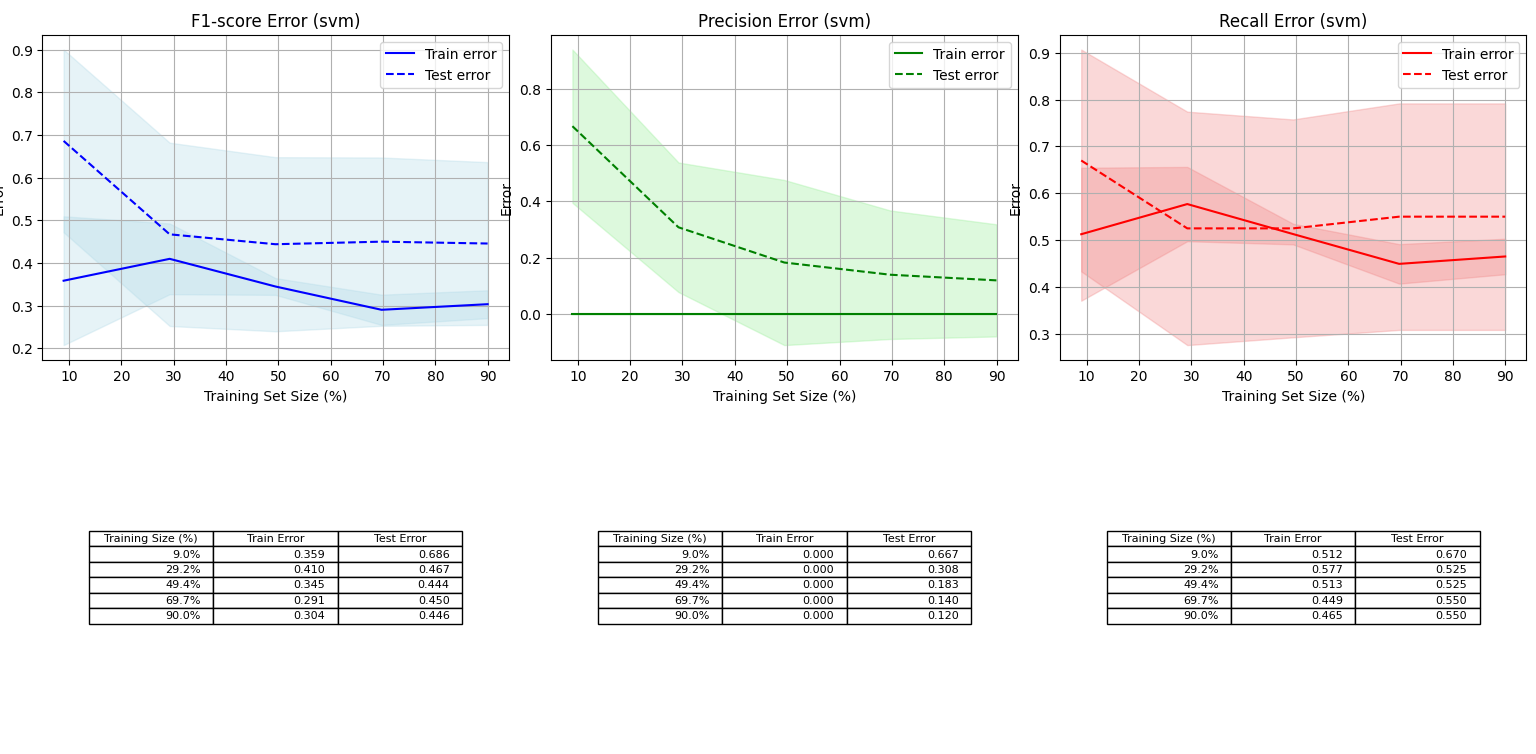 F1-score Error (svm)
Train error
Test error
0.9
0.8
0.7
0.6
0.5
0.4
0.3
0.2
Error
10 20 30 40 50 60 70 80 90
Training Set Size (%)
Precision Error (svm)
Train error
Test error
0.8
0.6
0.4
0.2
0.0
Error
10 20 30 40 50 60 70 80 90
Training Set Size (%)
Recall Error (svm)
Train error
Test error
0.9
0.8
0.7
0.6
0.5
0.4
0.3
Error
10 20 30 40 50 60 70 80 90
Training Set Size (%)
Training Size (%) Train Error Test Error
9.0% 0.359 0.686
29.2% 0.410 0.467
49.4% 0.345 0.444
69.7% 0.291 0.450
90.0% 0.304 0.446
Training Size (%) Train Error Test Error
9.0% 0.000 0.667
29.2% 0.000 0.308
49.4% 0.000 0.183
69.7% 0.000 0.140
90.0% 0.000 0.120
Training Size (%) Train Error Test Error
9.0% 0.512 0.670
29.2% 0.577 0.525
49.4% 0.513 0.525
69.7% 0.449 0.550
90.0% 0.465 0.550